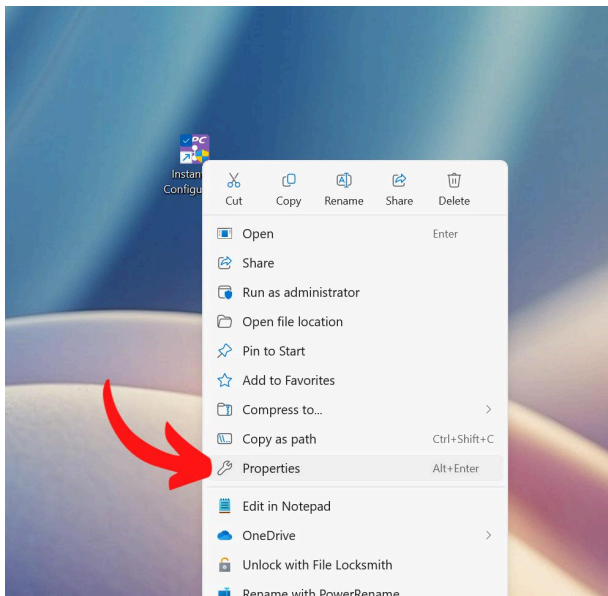 PC
Instan
Configu
Cut Copy Rename Share Delete
Open Enter
Share
Run as administrator
Open file location
Pin to Start
Add to Favorites
Compress to...
Copy as path Ctrl+Shift+C
Properties Alt+Enter
Edit in Notepad
OneDrive
Unlock with File Locksmith
Rename with PowerRename